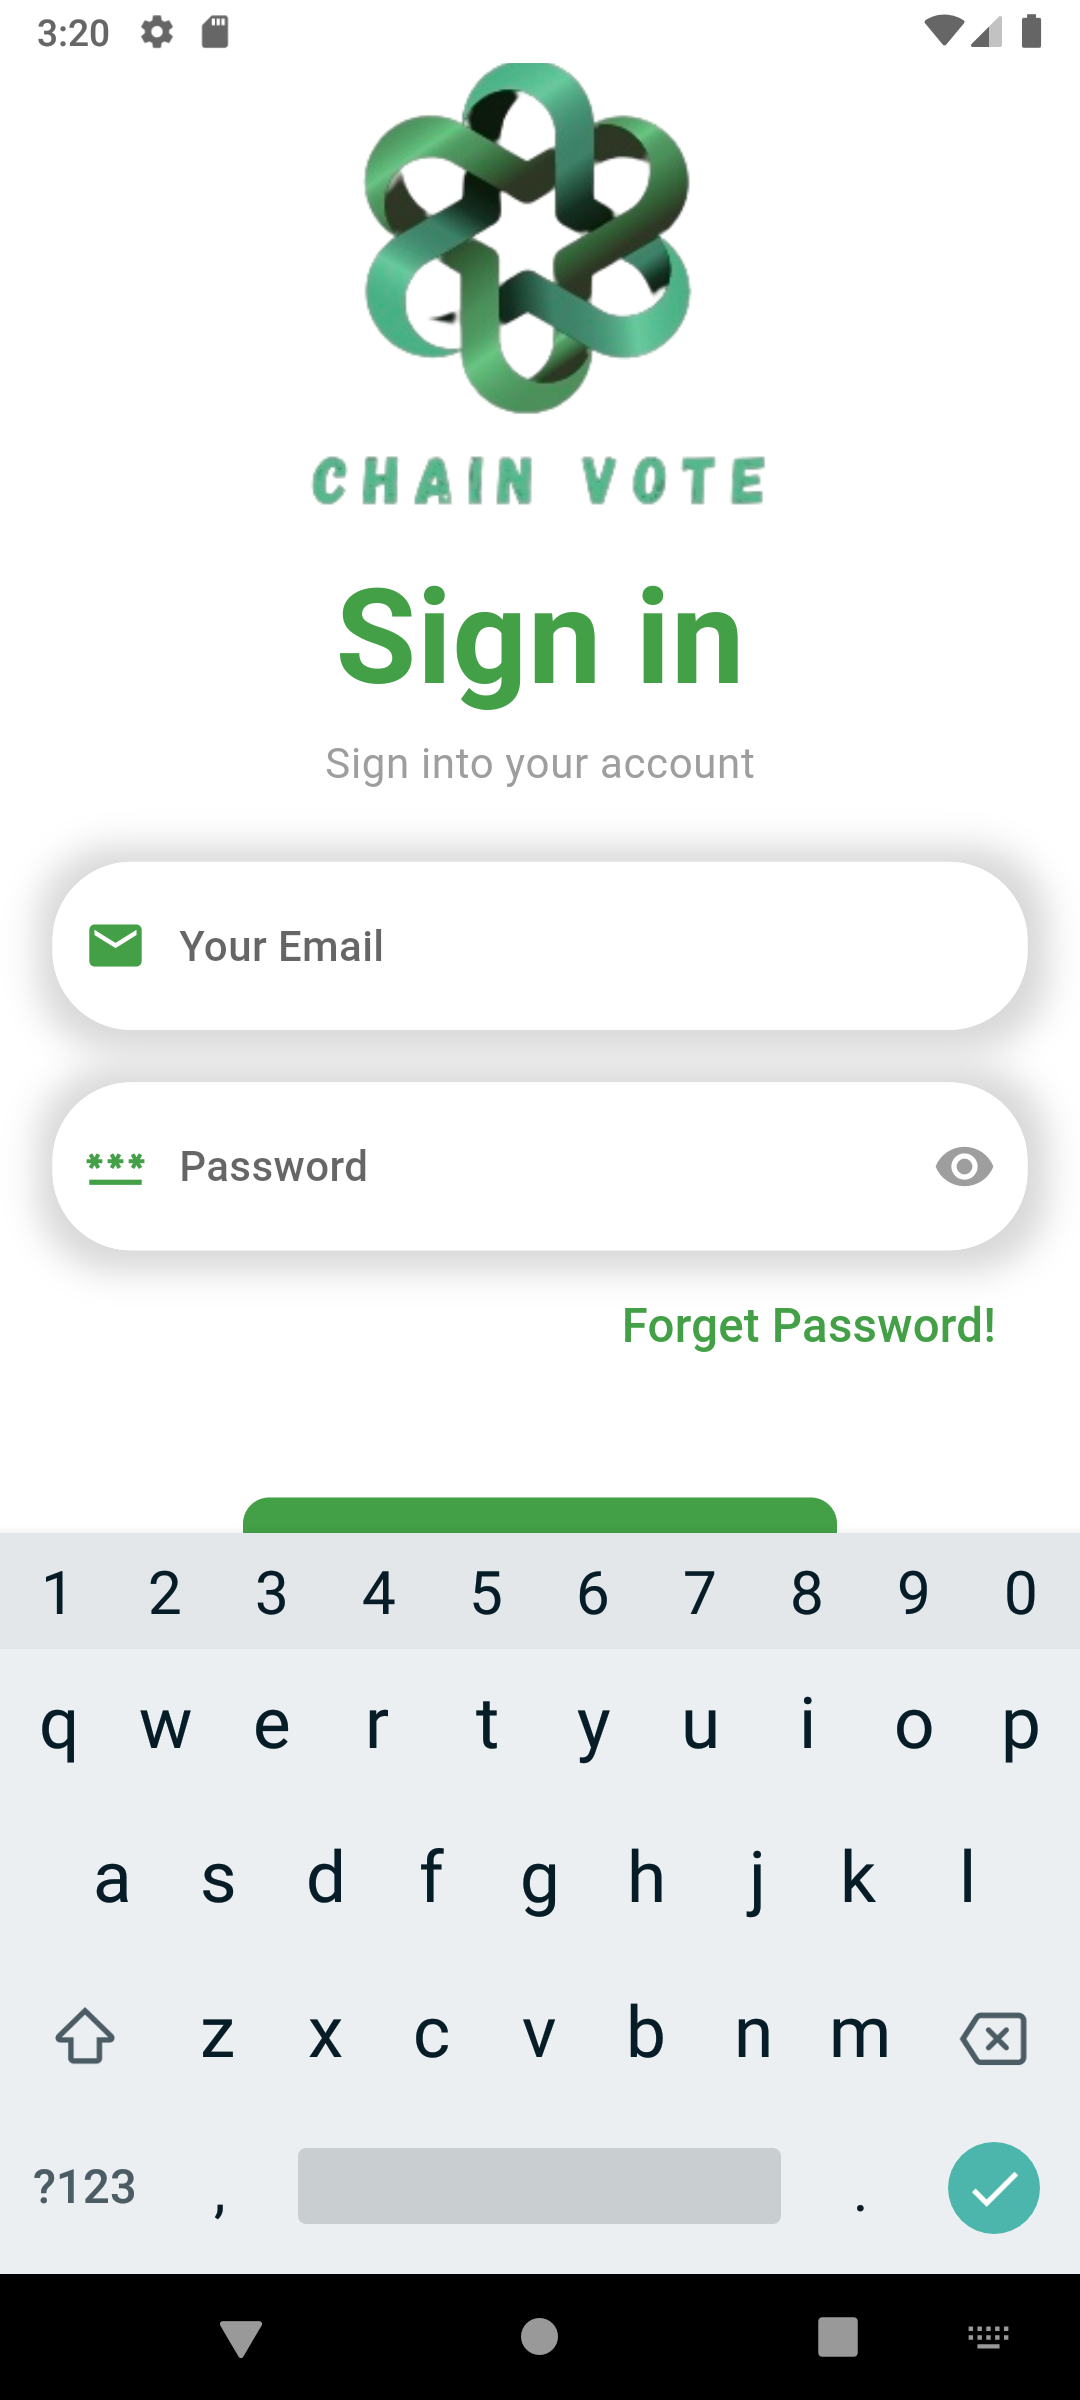 3:20
CHAIN VOTE
Sign in
Sign into your account
Your Email
*** Password
Forget Password!
1 2 3 4 5 6 7 8 9 0
q w e r t y u i o p
a s d f g h j k l
z x c v b n m
?123 , .